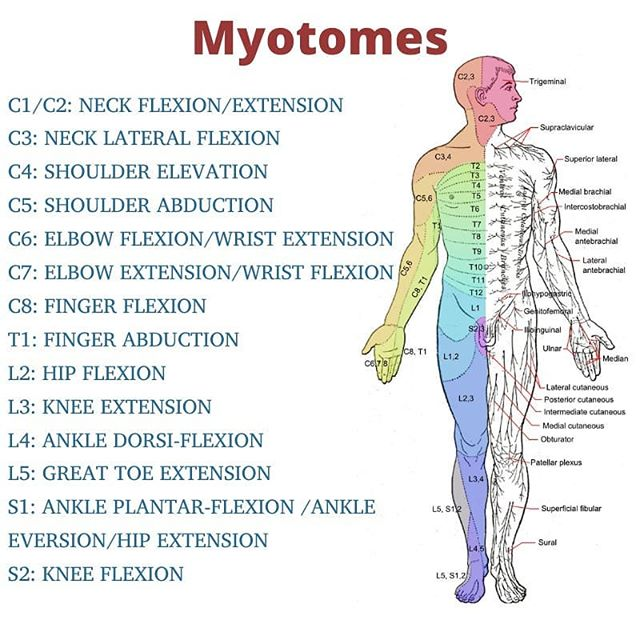 Myotomes
C1/C2: NECK FLEXION/EXTENSION
C3: NECK LATERAL FLEXION
C4: SHOULDER ELEVATION
C5: SHOULDER ABDUCTION
C6: ELBOW FLEXION/WRIST EXTENSION
C7: ELBOW EXTENSION/WRIST FLEXION
C8: FINGER FLEXION
T1: FINGER ABDUCTION
L2: HIP FLEXION
L3: KNEE EXTENSION
L4: ANKLE DORSI-FLEXION
L5: GREAT TOE EXTENSION
S1: ANKLE PLANTAR-FLEXION /ANKLE
EVERSION/HIP EXTENSION
S2: KNEE FLEXION
C2,3
C2,3
C3,4
T2
T3
T4
T5
T6
T7
T8
T9
T10
T11
T12
L1
C5,6
C5,6
C8, T1
C8, T1
C6,7,8
S2,3
L1,2
L2,3
L3,4
L5, S1,2
L4,5
L5, S1,2
Trigeminal
Supraclavicular
Superior lateral
Medial brachial
Intercostobrachial
Medial
antebrachial
Lateral
antebrachial
Iliohypogastric
Genitofemoral
Ilioinguinal
Ulnar
Median
Lateral cutaneous
Posterior cutaneous
Intermediate cutaneous
Medial cutaneous
Obturator
Patellar plexus
Superficial fibular
Sural